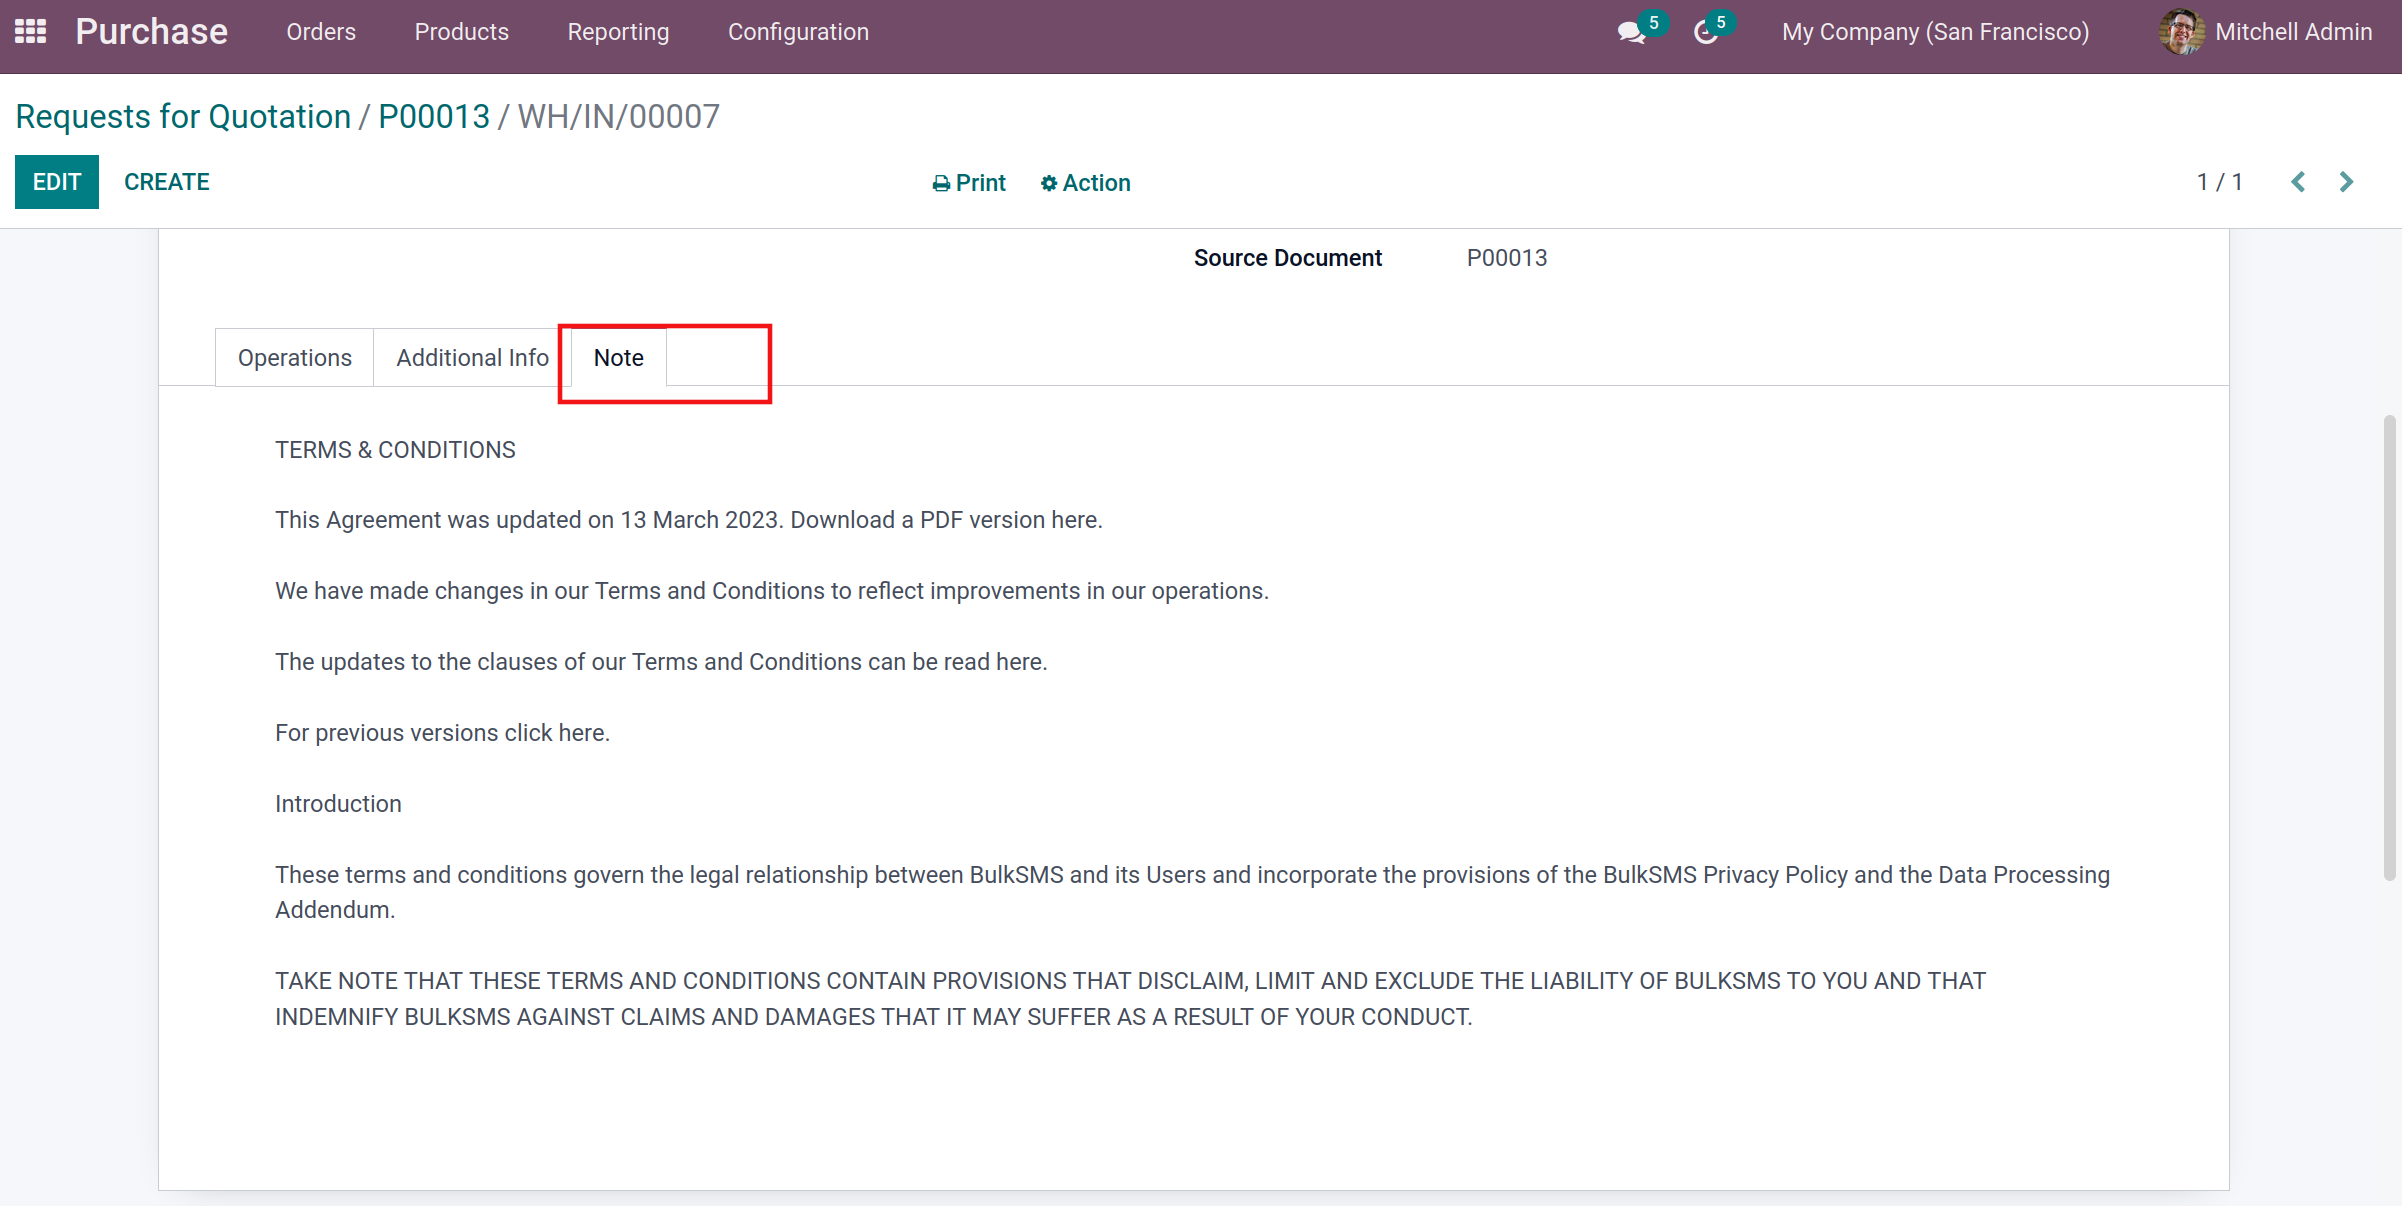 Purchase Orders Products Reporting Configuration 5 5 My Company (San Francisco) Mitchell Admin
Requests for Quotation / P00013 / WH/IN/00007
EDIT CREATE Print Action 1 / 1
Source Document P00013
Operations Additional Info Note
TERMS & CONDITIONS
This Agreement was updated on 13 March 2023. Download a PDF version here.
We have made changes in our Terms and Conditions to reflect improvements in our operations.
The updates to the clauses of our Terms and Conditions can be read here.
For previous versions click here.
Introduction
These terms and conditions govern the legal relationship between BulkSMS and its Users and incorporate the provisions of the BulkSMS Privacy Policy and the Data Processing
Addendum.
TAKE NOTE THAT THESE TERMS AND CONDITIONS CONTAIN PROVISIONS THAT DISCLAIM, LIMIT AND EXCLUDE THE LIABILITY OF BULKSMS TO YOU AND THAT
INDEMNIFY BULKSMS AGAINST CLAIMS AND DAMAGES THAT IT MAY SUFFER AS A RESULT OF YOUR CONDUCT.